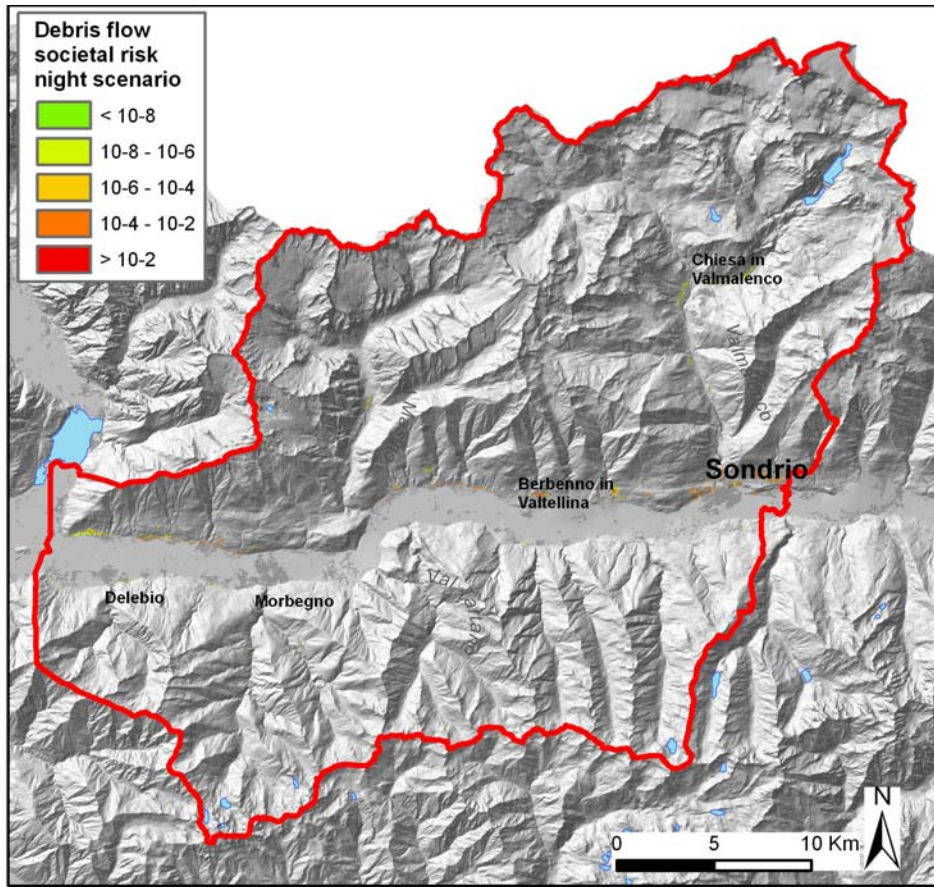 Debris flow
societal risk
night scenario
< 10-8
10-8 - 10-6
10-6 - 10-4
10-4 - 10-2
> 10-2
Chiesa in
Valmalenco
Sondrio
Berbenno in
Valtellina
Delebio
Morbegno
N
0 5 10 Km